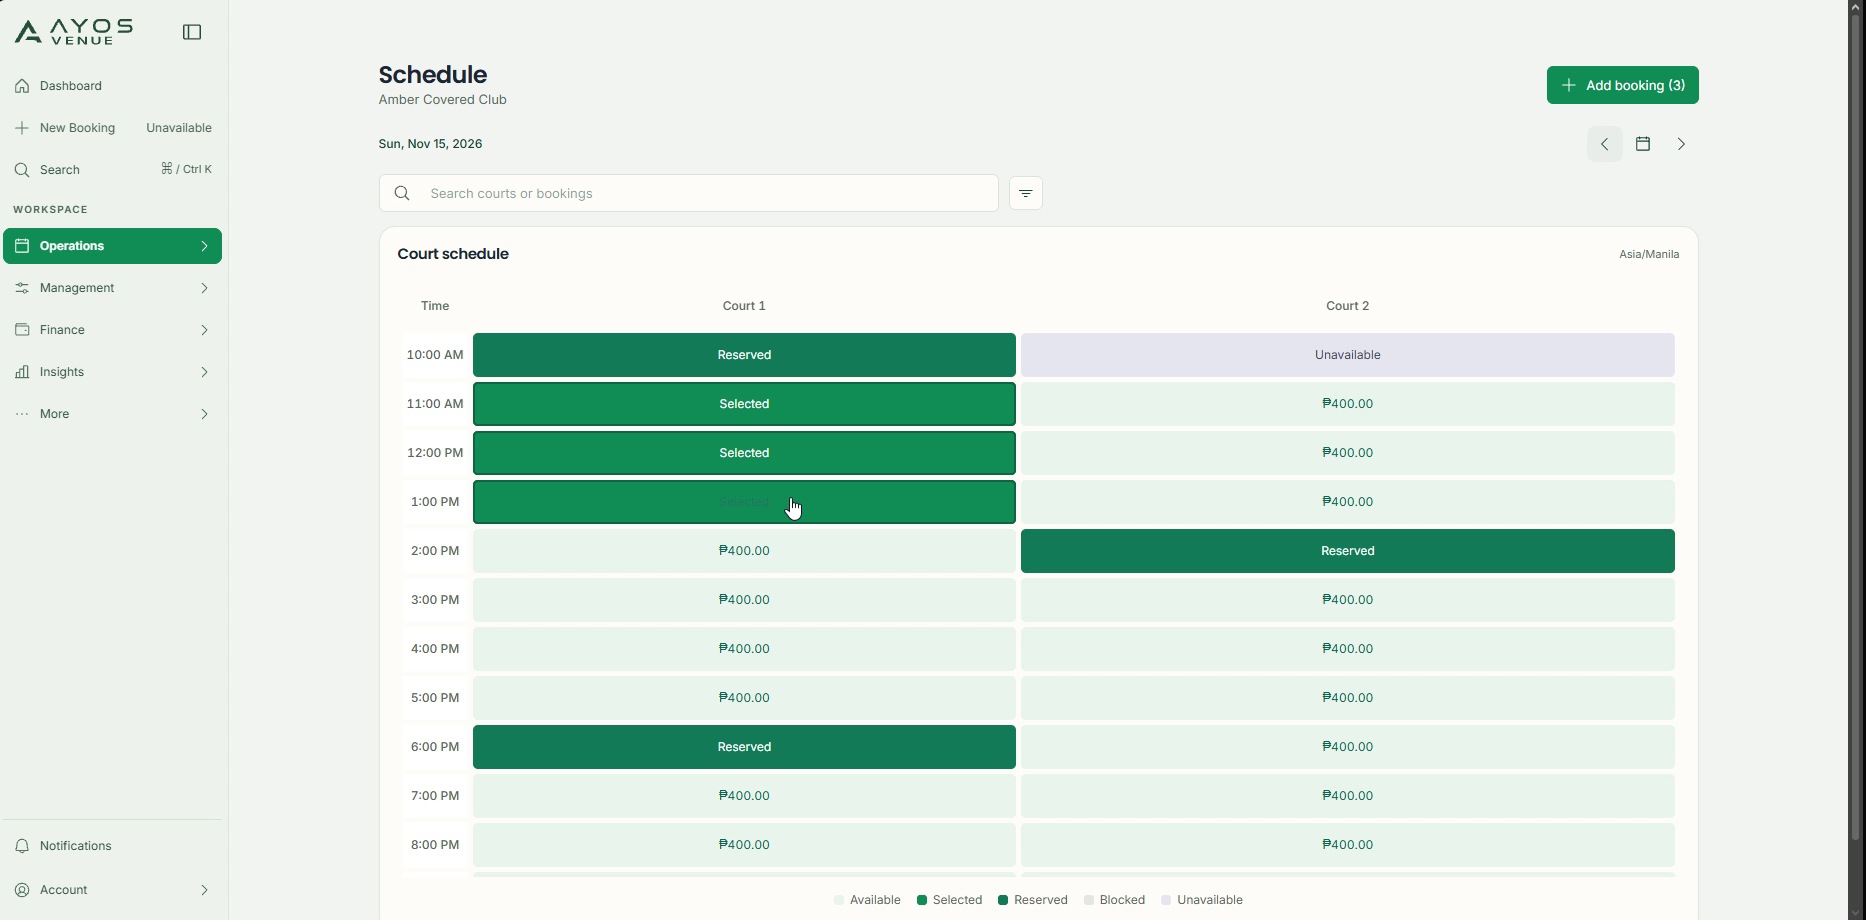 AYOS
VENUE
Dashboard
New Booking Unavailable
Search ⌘ / Ctrl K
WORKSPACE
Operations
Management
Finance
Insights
More
Notifications
Account
Schedule
Amber Covered Club
Add booking (3)
Sun, Nov 15, 2026
Search courts or bookings
Court schedule Asia/Manila
Time Court 1 Court 2
10:00 AM Reserved Unavailable
11:00 AM Selected ₱400.00
12:00 PM Selected ₱400.00
1:00 PM Selected ₱400.00
2:00 PM ₱400.00 Reserved
3:00 PM ₱400.00 ₱400.00
4:00 PM ₱400.00 ₱400.00
5:00 PM ₱400.00 ₱400.00
6:00 PM Reserved ₱400.00
7:00 PM ₱400.00 ₱400.00
8:00 PM ₱400.00 ₱400.00
Available Selected Reserved Blocked Unavailable